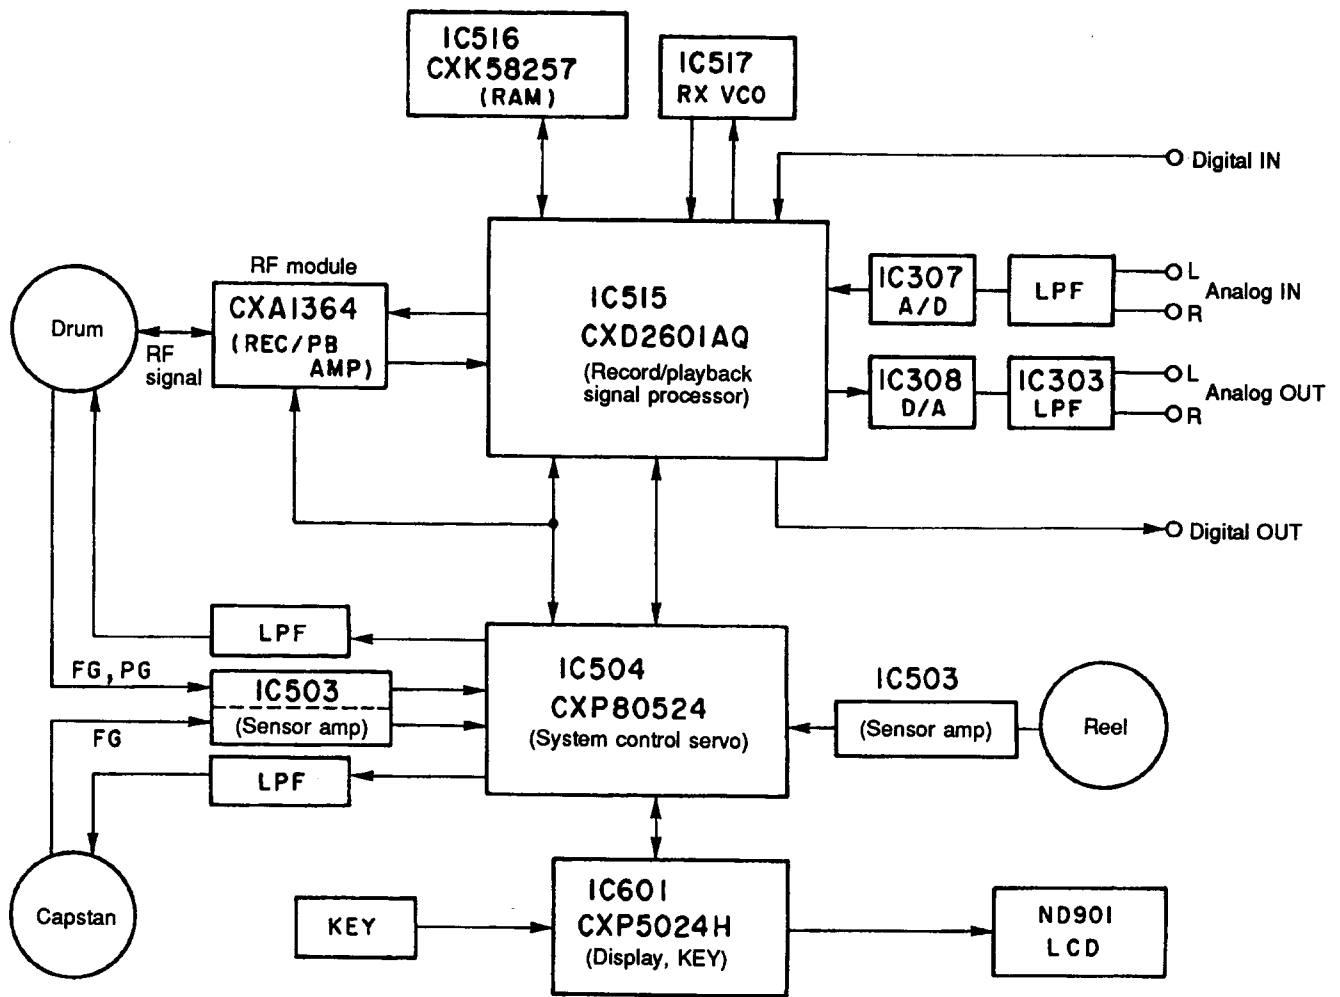 IC516
CXK58257
(RAM)
IC517
RX VCO
Digital IN
RF module
CXA1364
(REC/PB
AMP)
Drum
RF
signal
IC515
CXD2601AQ
(Record/playback
signal processor)
IC307
A/D
LPF
L
R
Analog IN
IC308
D/A
IC303
LPF
L
R
Analog OUT
Digital OUT
LPF
FG, PG
IC503
(Sensor amp)
FG
LPF
IC504
CXP80524
(System control servo)
IC503
(Sensor amp)
Reel
Capstan
KEY
IC601
CXP5024H
(Display, KEY)
ND901
LCD